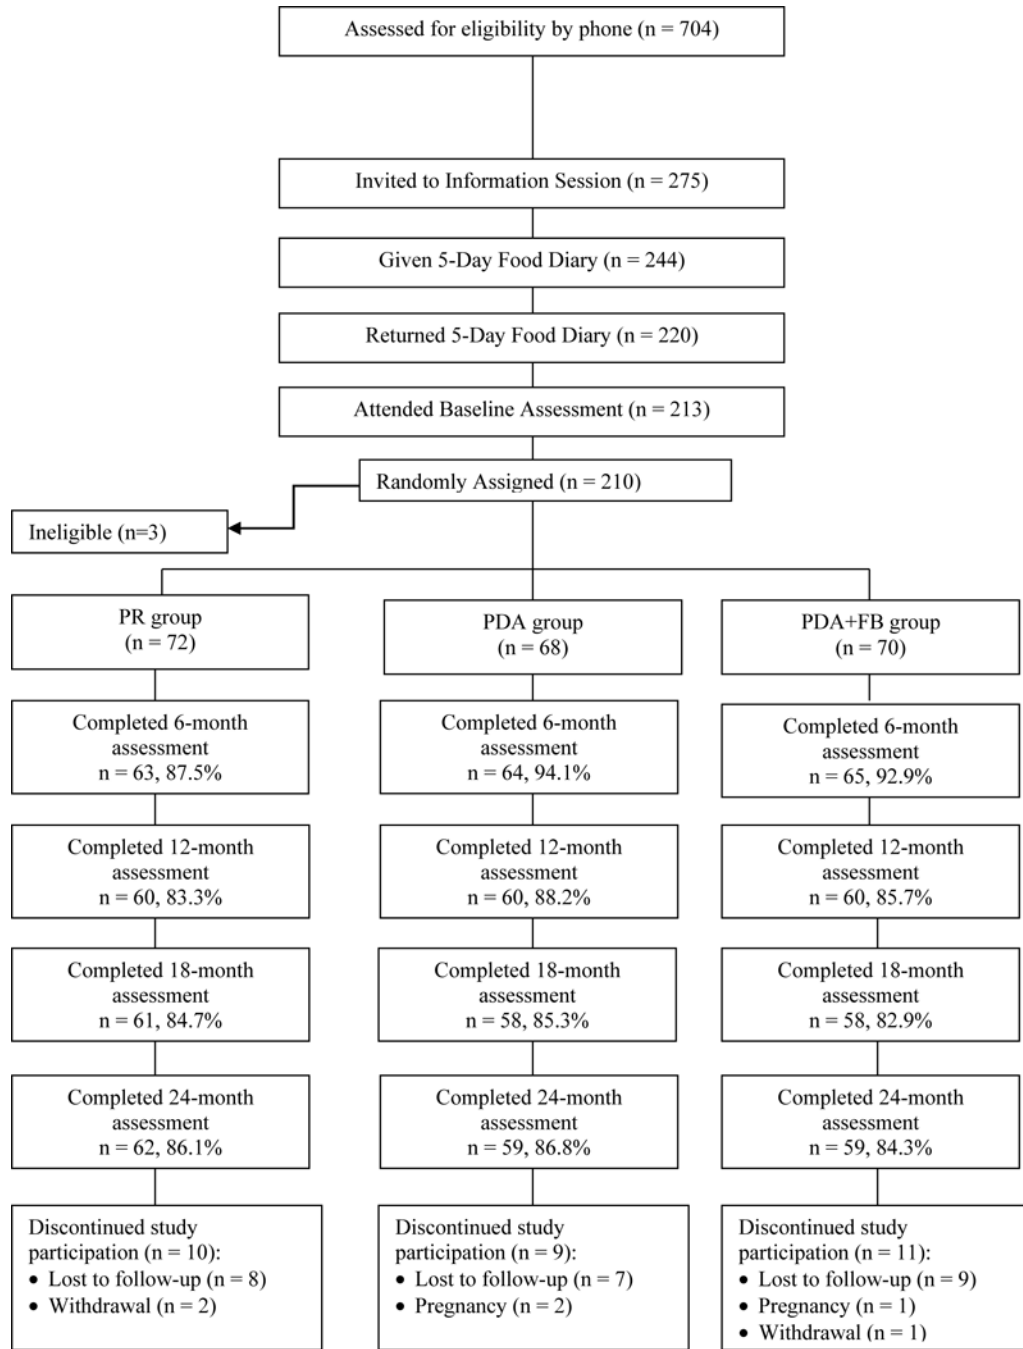 Assessed for eligibility by phone (n = 704)
Invited to Information Session (n = 275)
Given 5-Day Food Diary (n = 244)
Returned 5-Day Food Diary (n = 220)
Attended Baseline Assessment (n = 213)
Randomly Assigned (n = 210)
Ineligible (n=3)
PR group
(n = 72)
PDA group
(n = 68)
PDA+FB group
(n = 70)
Completed 6-month
assessment
n = 63, 87.5%
Completed 6-month
assessment
n = 64, 94.1%
Completed 6-month
assessment
n = 65, 92.9%
Completed 12-month
assessment
n = 60, 83.3%
Completed 12-month
assessment
n = 60, 88.2%
Completed 12-month
assessment
n = 60, 85.7%
Completed 18-month
assessment
n = 61, 84.7%
Completed 18-month
assessment
n = 58, 85.3%
Completed 18-month
assessment
n = 58, 82.9%
Completed 24-month
assessment
n = 62, 86.1%
Completed 24-month
assessment
n = 59, 86.8%
Completed 24-month
assessment
n = 59, 84.3%
Discontinued study
participation (n = 10):
• Lost to follow-up (n = 8)
• Withdrawal (n = 2)
Discontinued study
participation (n = 9):
• Lost to follow-up (n = 7)
• Pregnancy (n = 2)
Discontinued study
participation (n = 11):
• Lost to follow-up (n = 9)
• Pregnancy (n = 1)
• Withdrawal (n = 1)